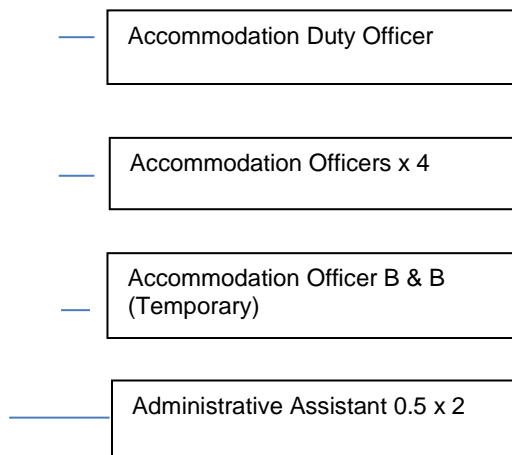 Accommodation Duty Officer
Accommodation Officers x 4
Accommodation Officer B & B
(Temporary)
Administrative Assistant 0.5 x 2